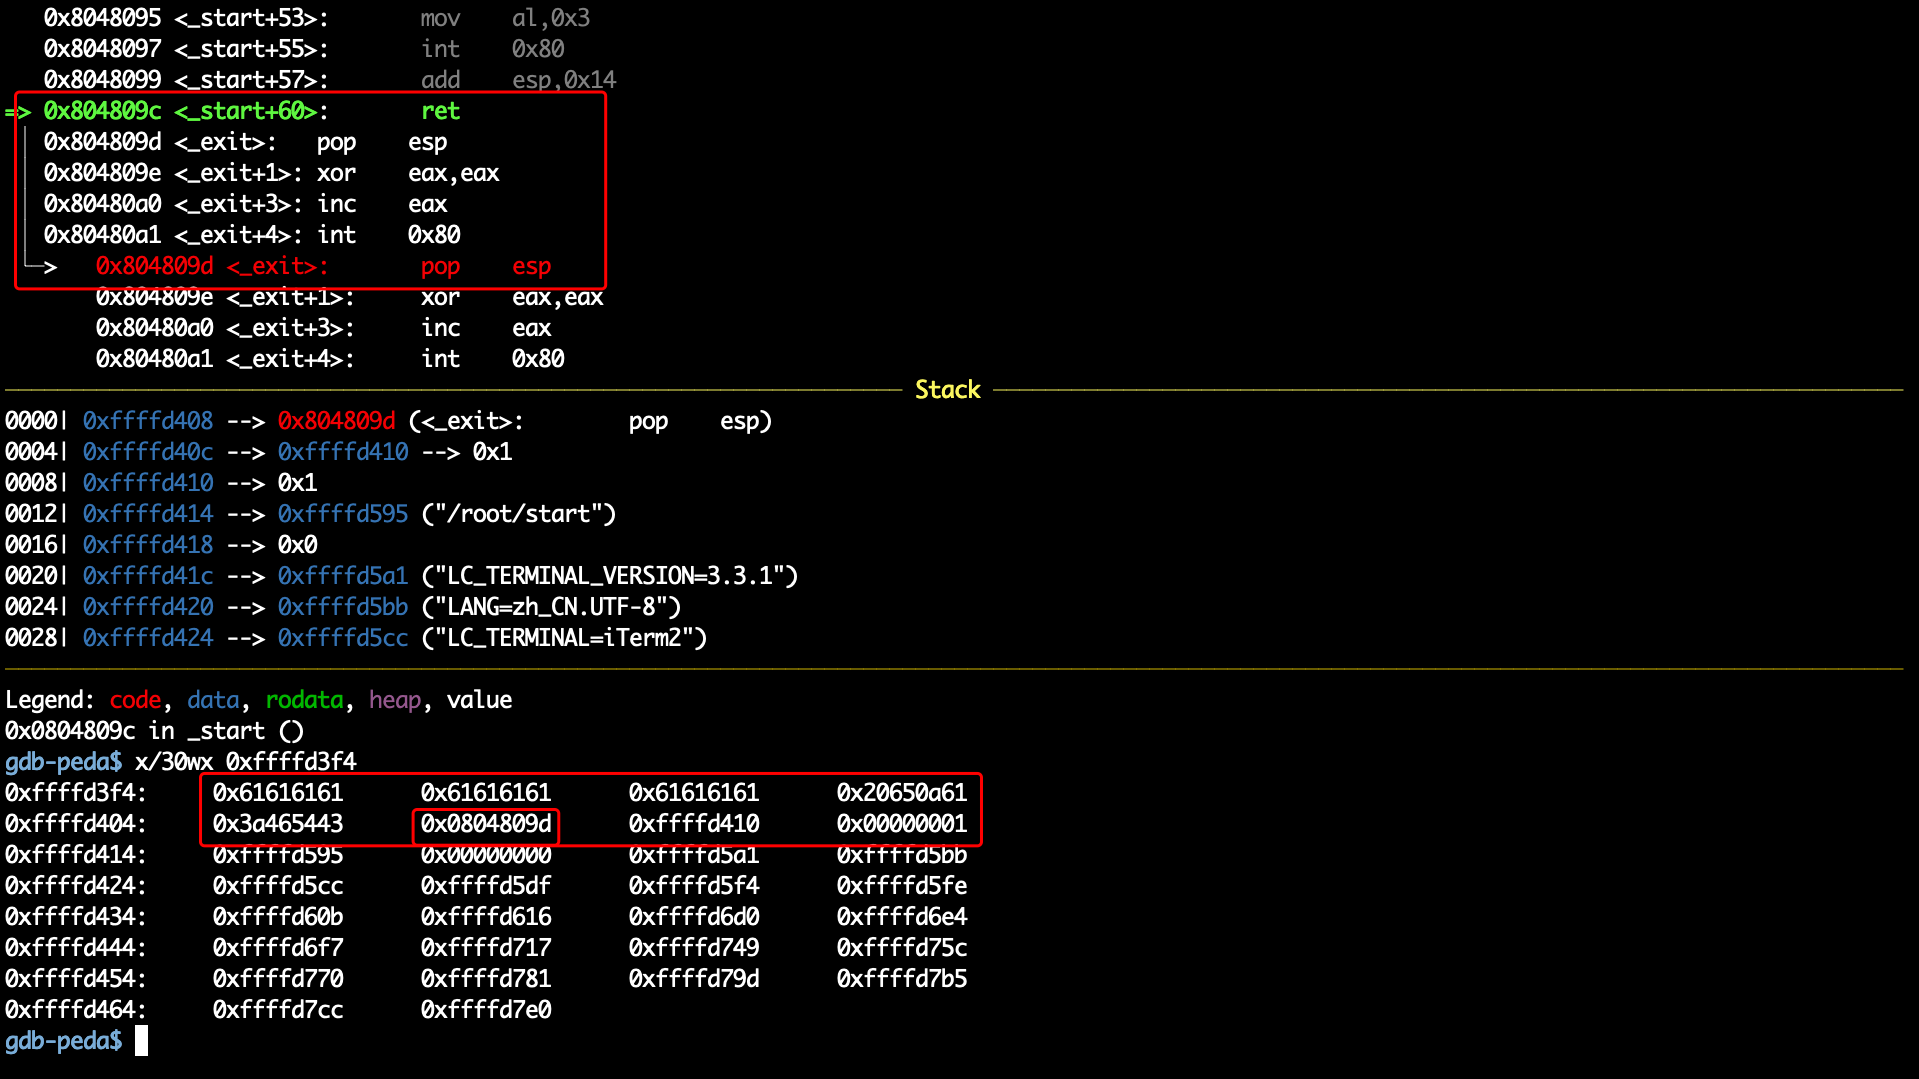 0x8048095 <_start+53>: mov al,0x3
0x8048097 <_start+55>: int 0x80
0x8048099 <_start+57>: add esp,0x14
=> 0x804809c <_start+60>: ret
| 0x804809d <_exit>: pop esp
| 0x804809e <_exit+1>: xor eax,eax
| 0x80480a0 <_exit+3>: inc eax
| 0x80480a1 <_exit+4>: int 0x80
└─> 0x804809d <_exit>: pop esp
0x804809e <_exit+1>: xor eax,eax
0x80480a0 <_exit+3>: inc eax
0x80480a1 <_exit+4>: int 0x80
Stack
0000| 0xffffd408 --> 0x804809d (<_exit>: pop esp)
0004| 0xffffd40c --> 0xffffd410 --> 0x1
0008| 0xffffd410 --> 0x1
0012| 0xffffd414 --> 0xffffd595 ("/root/start")
0016| 0xffffd418 --> 0x0
0020| 0xffffd41c --> 0xffffd5a1 ("LC_TERMINAL_VERSION=3.3.1")
0024| 0xffffd420 --> 0xffffd5bb ("LANG=zh_CN.UTF-8")
0028| 0xffffd424 --> 0xffffd5cc ("LC_TERMINAL=iTerm2")
Legend: code, data, rodata, heap, value
0x0804809c in _start ()
gdb-peda$ x/30wx 0xffffd3f4
0xffffd3f4: 0x61616161 0x61616161 0x61616161 0x20650a61
0xffffd404: 0x3a465443 0x0804809d 0xffffd410 0x00000001
0xffffd414: 0xffffd595 0x00000000 0xffffd5a1 0xffffd5bb
0xffffd424: 0xffffd5cc 0xffffd5df 0xffffd5f4 0xffffd5fe
0xffffd434: 0xffffd60b 0xffffd616 0xffffd6d0 0xffffd6e4
0xffffd444: 0xffffd6f7 0xffffd717 0xffffd749 0xffffd75c
0xffffd454: 0xffffd770 0xffffd781 0xffffd79d 0xffffd7b5
0xffffd464: 0xffffd7cc 0xffffd7e0
gdb-peda$